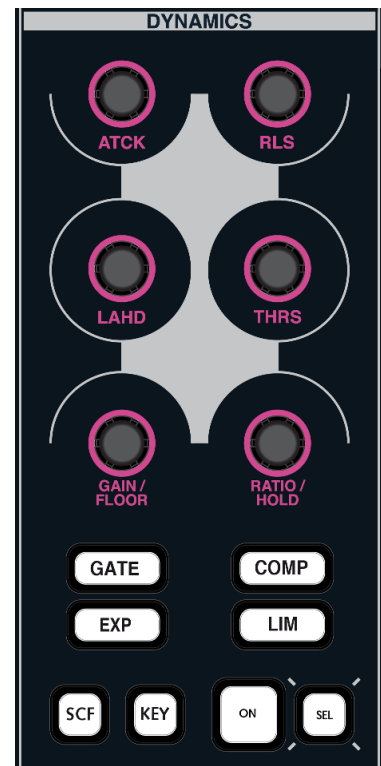 DYNAMICS
ATCK RLS
LAHD THRS
GAIN / RATIO /
FLOOR HOLD
GATE COMP
EXP LIM
SCF KEY ON SEL